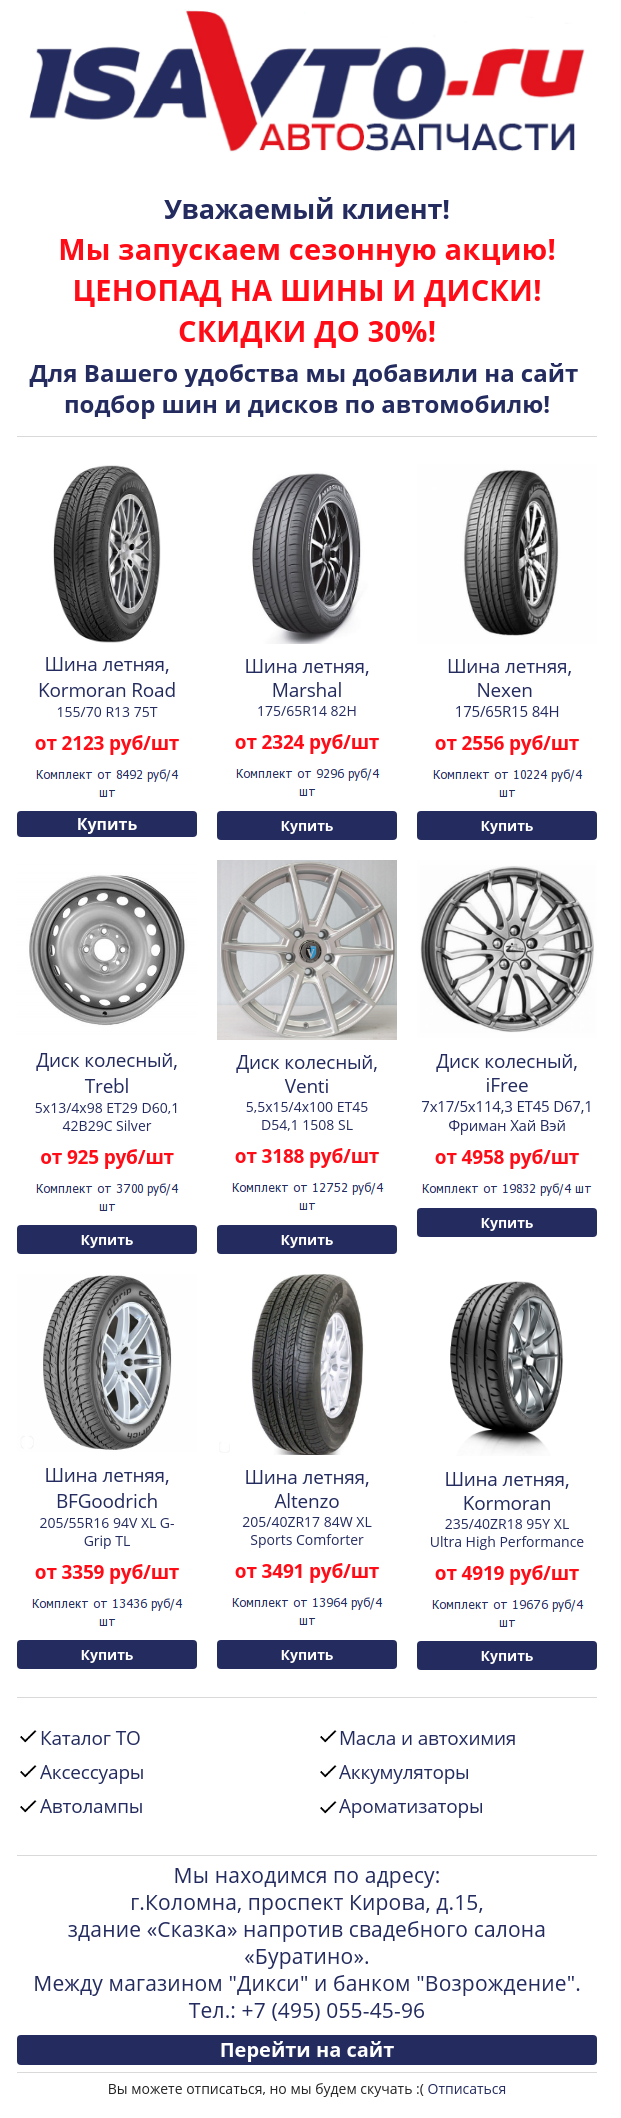 ISAVTO.ru
АВТОЗАПЧАСТИ
Уважаемый клиент!
Мы запускаем сезонную акцию!
ЦЕНОПАД НА ШИНЫ И ДИСКИ!
СКИДКИ ДО 30%!
Для Вашего удобства мы добавили на сайт
подбор шин и дисков по автомобилю!
Шина летняя,
Kormoran Road
155/70 R13 75T
от 2123 руб/шт
Комплект от 8492 руб/4
шт
Купить
Шина летняя,
Marshal
175/65R14 82H
от 2324 руб/шт
Комплект от 9296 руб/4
шт
Купить
Шина летняя,
Nexen
175/65R15 84H
от 2556 руб/шт
Комплект от 10224 руб/4
шт
Купить
Диск колесный,
Trebl
5x13/4x98 ET29 D60,1
42B29C Silver
от 925 руб/шт
Комплект от 3700 руб/4
шт
Купить
Диск колесный,
Venti
5,5x15/4x100 ET45
D54,1 1508 SL
от 3188 руб/шт
Комплект от 12752 руб/4
шт
Купить
Диск колесный,
iFree
7x17/5x114,3 ET45 D67,1
Фриман Хай Вэй
от 4958 руб/шт
Комплект от 19832 руб/4 шт
Купить
Шина летняя,
BFGoodrich
205/55R16 94V XL G-
Grip TL
от 3359 руб/шт
Комплект от 13436 руб/4
шт
Купить
Шина летняя,
Altenzo
205/40ZR17 84W XL
Sports Comforter
от 3491 руб/шт
Комплект от 13964 руб/4
шт
Купить
Шина летняя,
Kormoran
235/40ZR18 95Y XL
Ultra High Performance
от 4919 руб/шт
Комплект от 19676 руб/4
шт
Купить
Каталог ТО
Аксессуары
Автолампы
Масла и автохимия
Аккумуляторы
Ароматизаторы
Мы находимся по адресу:
г.Коломна, проспект Кирова, д.15,
здание «Сказка» напротив свадебного салона
«Буратино».
Между магазином "Дикси" и банком "Возрождение".
Тел.: +7 (495) 055-45-96
Перейти на сайт
Вы можете отписаться, но мы будем скучать :( Отписаться